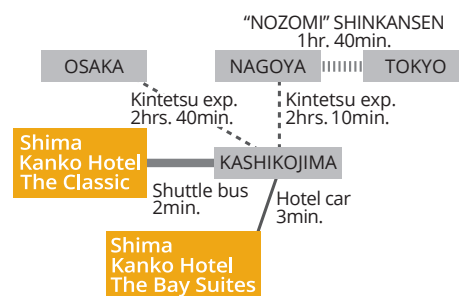 “NOZOMI” SHINKANSEN
1hr. 40min.
OSAKA
NAGOYA
TOKYO
Kintetsu exp.
2hrs. 40min.
Kintetsu exp.
2hrs. 10min.
Shima
Kanko Hotel
The Classic
KASHIKOJIMA
Shuttle bus
2min.
Hotel car
3min.
Shima
Kanko Hotel
The Bay Suites